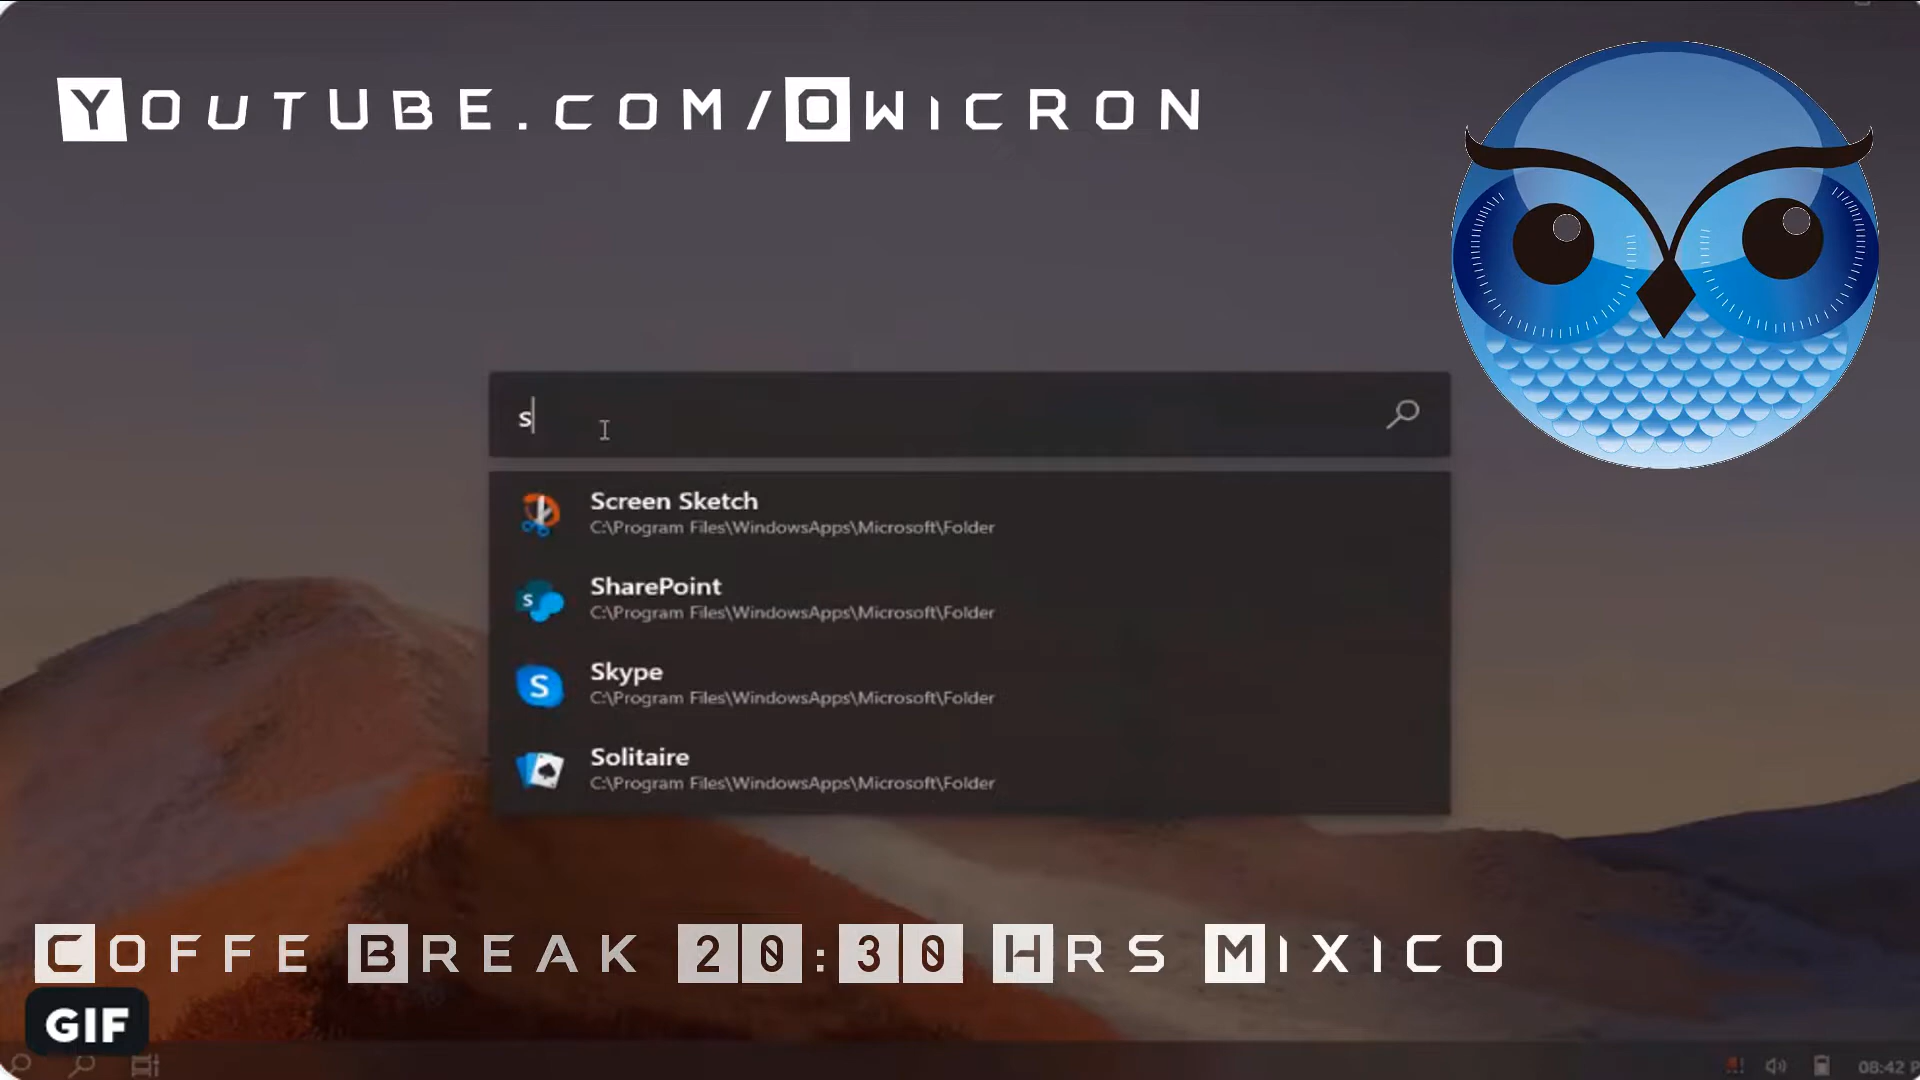 YouTube.com/Owicron
s
Screen Sketch
C:\Program Files\WindowsApps\Microsoft\Folder
SharePoint
C:\Program Files\WindowsApps\Microsoft\Folder
Skype
C:\Program Files\WindowsApps\Microsoft\Folder
Solitaire
C:\Program Files\WindowsApps\Microsoft\Folder
Coffe Break 20:30 Hrs Mixico
GIF
08:42 P